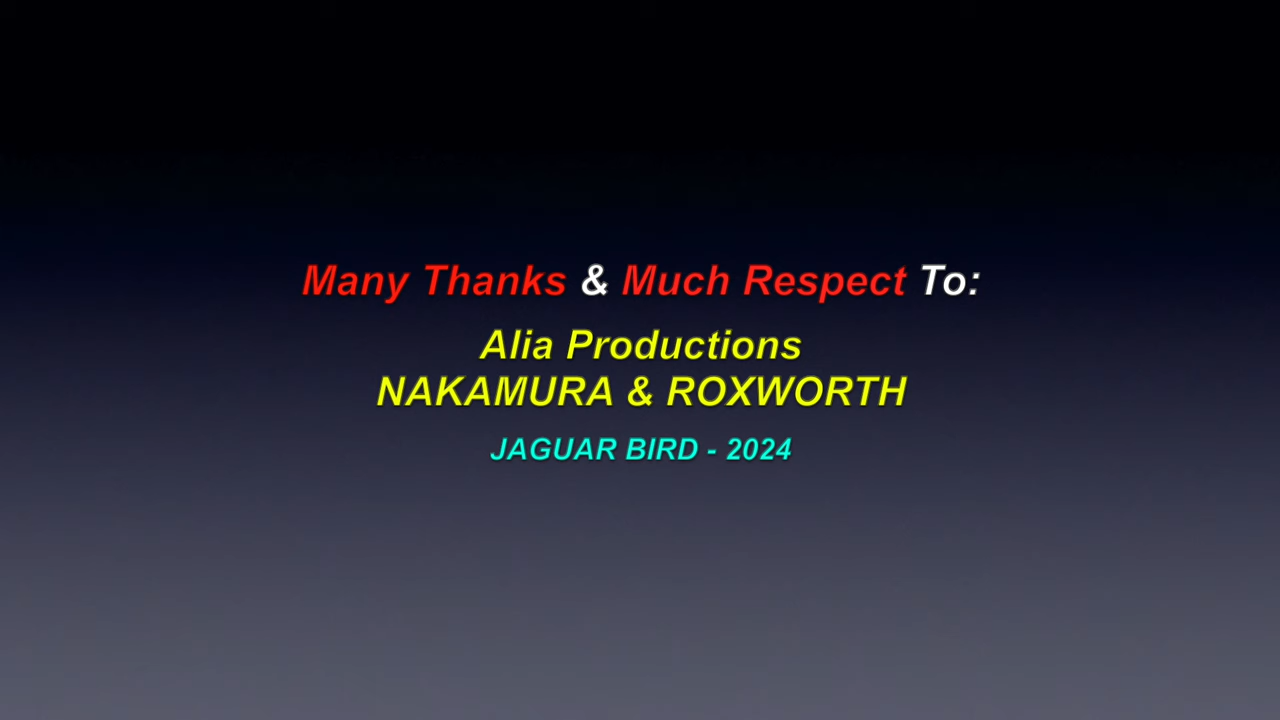 Many Thanks & Much Respect To:
Alia Productions
NAKAMURA & ROXWORTH
JAGUAR BIRD - 2024